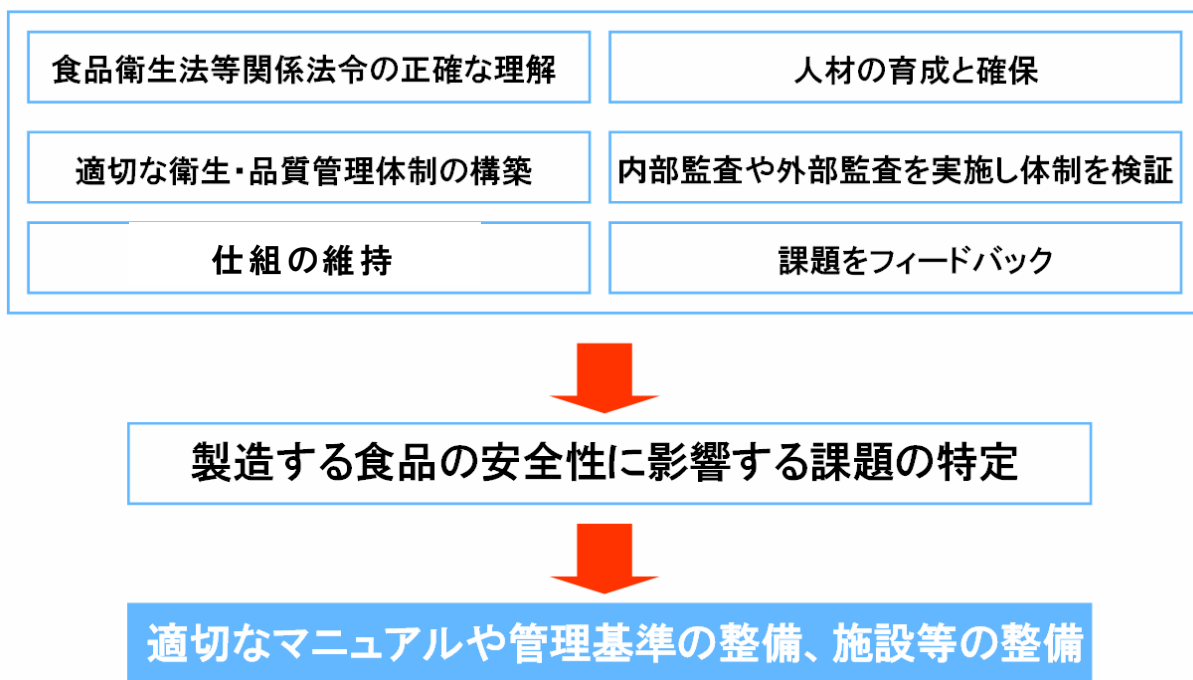 食品衛生法等関係法令の正確な理解
人材の育成と確保
適切な衛生・品質管理体制の構築
内部監査や外部監査を実施し体制を検証
仕組の維持
課題をフィードバック
製造する食品の安全性に影響する課題の特定
適切なマニュアルや管理基準の整備、施設等の整備